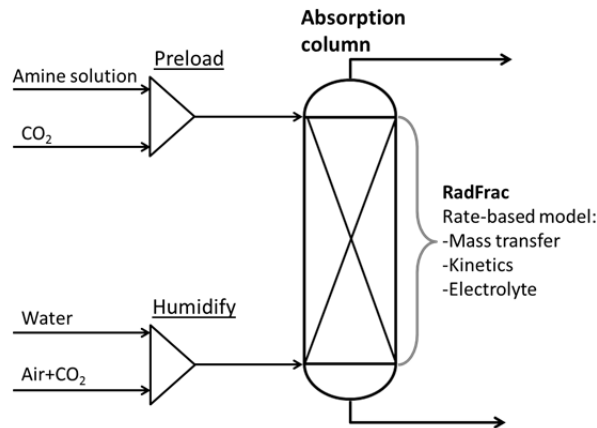 Absorption
column
Preload
Amine solution
CO₂
RadFrac
Rate-based model:
-Mass transfer
-Kinetics
-Electrolyte
Humidify
Water
Air+CO₂